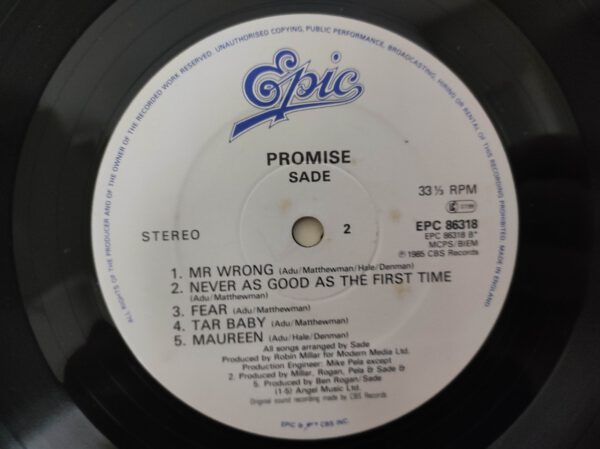 ALL RIGHTS OF THE PRODUCER AND OF THE OWNER OF THE RECORDED WORK RESERVED. UNAUTHORISED COPYING, PUBLIC PERFORMANCE, BROADCASTING, HIRING OR RENTAL OF THIS RECORDING PROHIBITED. MADE IN ENGLAND
Epic
PROMISE
SADE
33⅓ RPM
STEREO
2
EPC 86318
EPC 86318 B*
MCPS/BIEM
℗ 1985 CBS Records
1. MR WRONG (Adu/Matthewman/Hale/Denman)
2. NEVER AS GOOD AS THE FIRST TIME
(Adu/Matthewman)
3. FEAR (Adu/Matthewman)
4. TAR BABY (Adu/Matthewman)
5. MAUREEN (Adu/Hale/Denman)
All songs arranged by Sade
Produced by Robin Millar for Modern Media Ltd.
Production Engineer: Mike Pela except
2. Produced by Millar, Rogan, Pela & Sade &
5. Produced by Ben Rogan/Sade
(1-5) Angel Music Ltd.
Original sound recording made by CBS Records
EPIC & CBS INC.